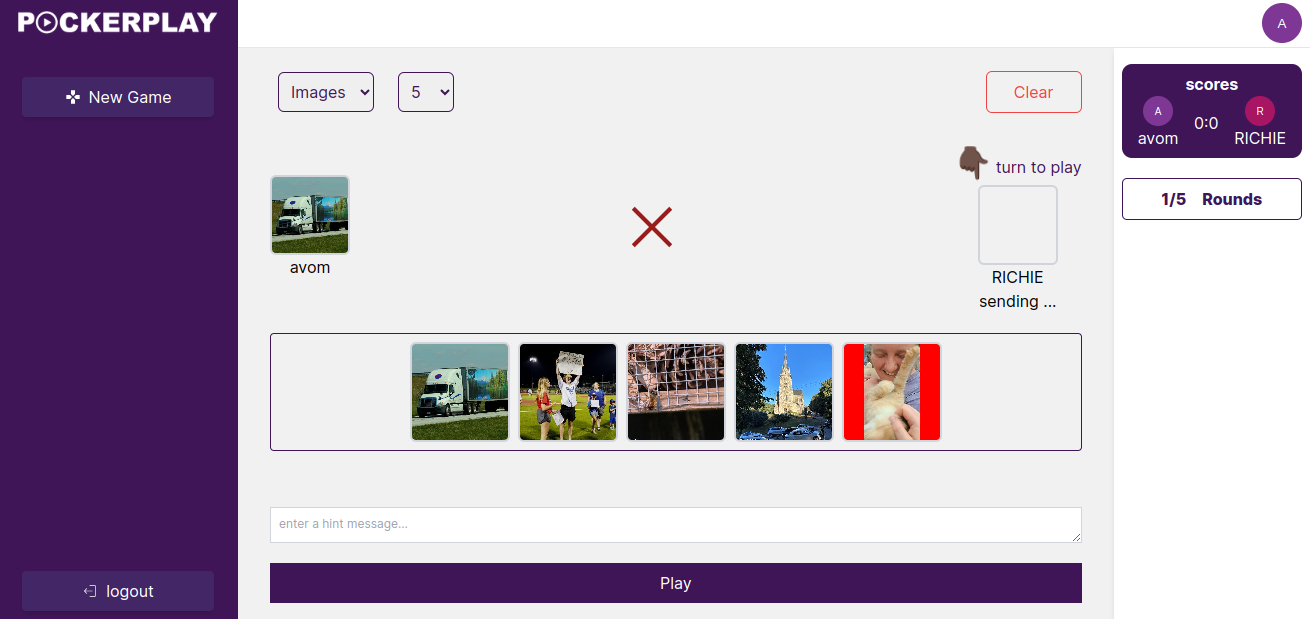 POCKERPLAY
A
New Game
Images
5
Clear
scores
A
R
0:0
avom
RICHIE
turn to play
1/5 Rounds
avom
RICHIE
sending ...
enter a hint message...
Play
logout